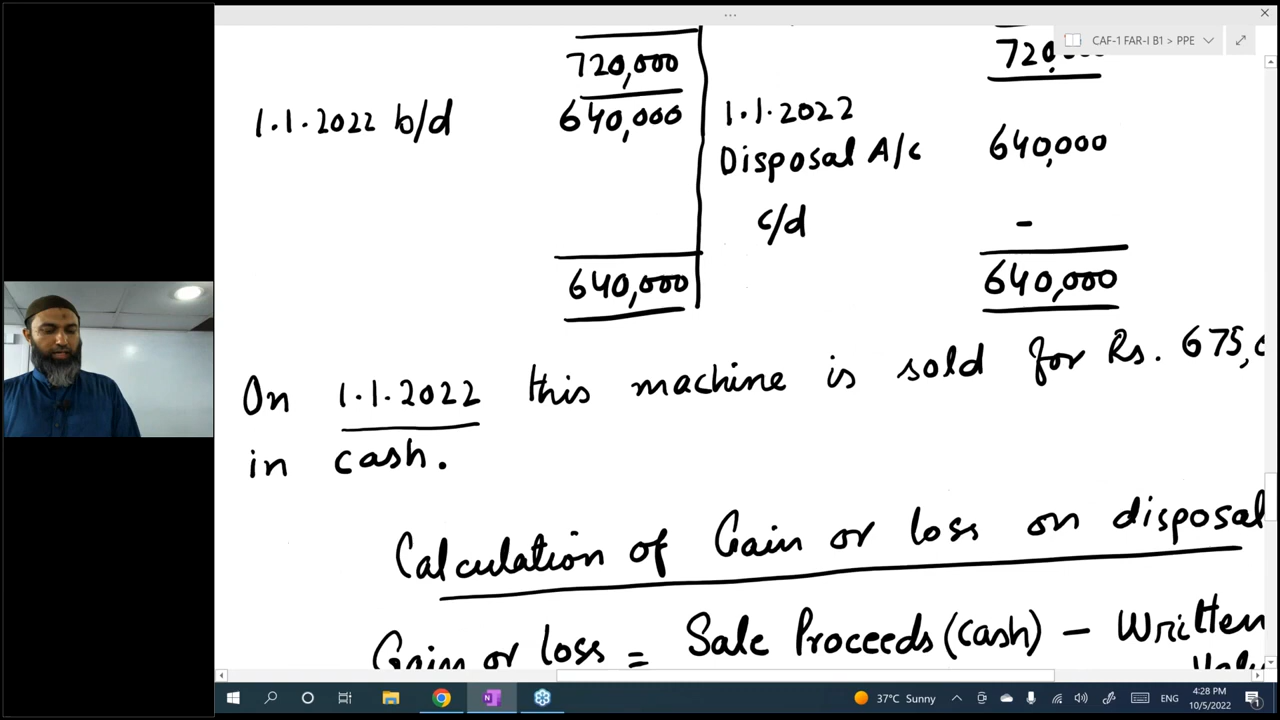 CAF-1 FAR-I B1 > PPE
720,000
1.1.2022 b/d 640,000 1.1.2022
Disposal A/c 640,000
c/d -
640,000 640,000
On 1.1.2022 this machine is sold for Rs. 675,
in cash.
Calculation of Gain or loss on disposal
Gain or loss = Sale Proceeds (cash) - Written
37°C Sunny
ENG
4:28 PM
10/5/2022